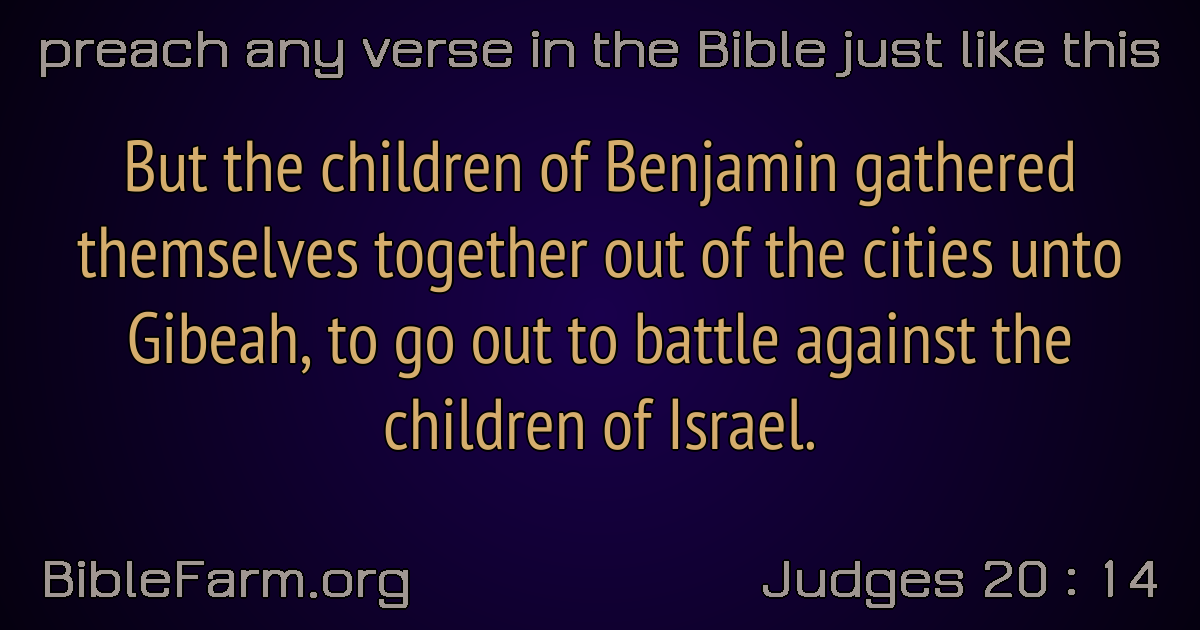 preach any verse in the Bible just like this
But the children of Benjamin gathered
themselves together out of the cities unto
Gibeah, to go out to battle against the
children of Israel.
BibleFarm.org
Judges 20 : 14